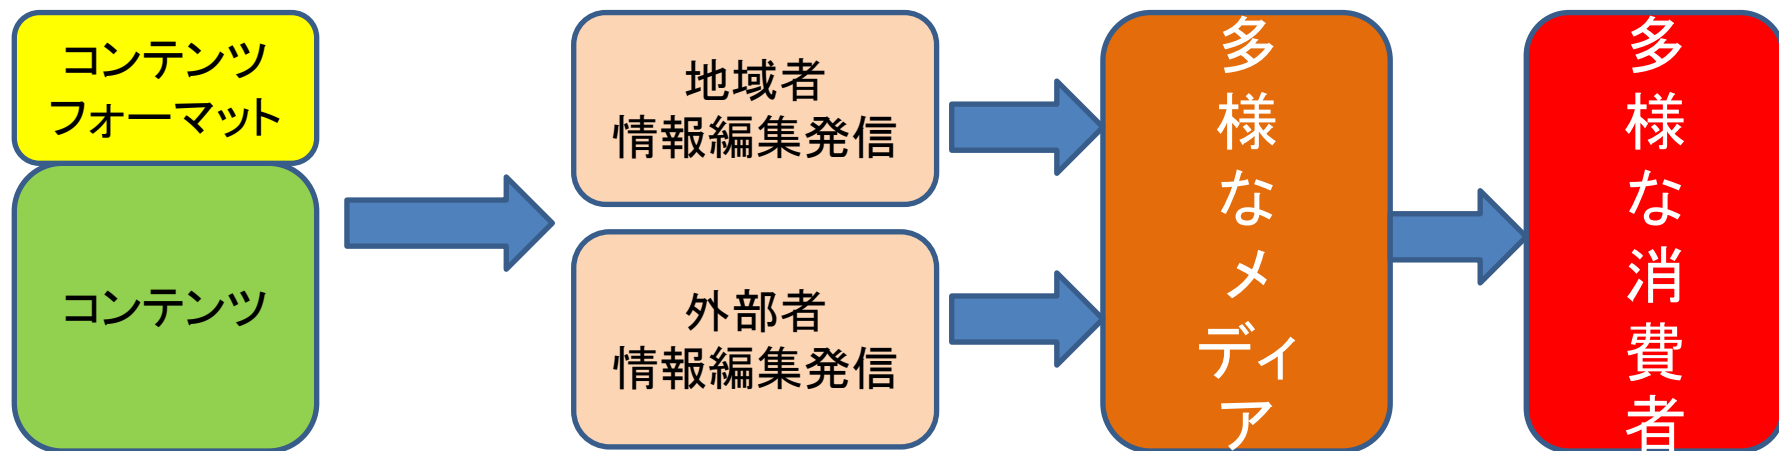 コンテンツ
フォーマット
コンテンツ
地域者
情報編集発信
外部者
情報編集発信
多様なメディア
多様な消費者